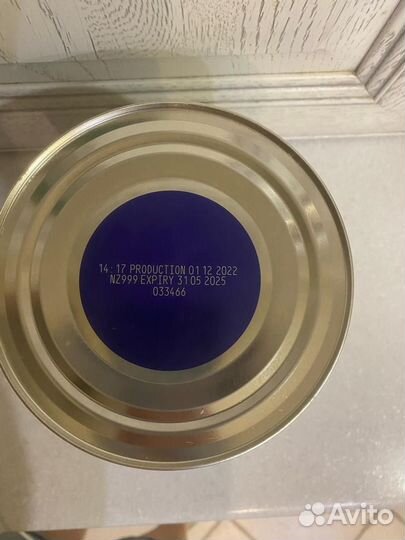 14:17 PRODUCTION 01 12 2022
NZ999 EXPIRY 31 05 2025
033466
Avito